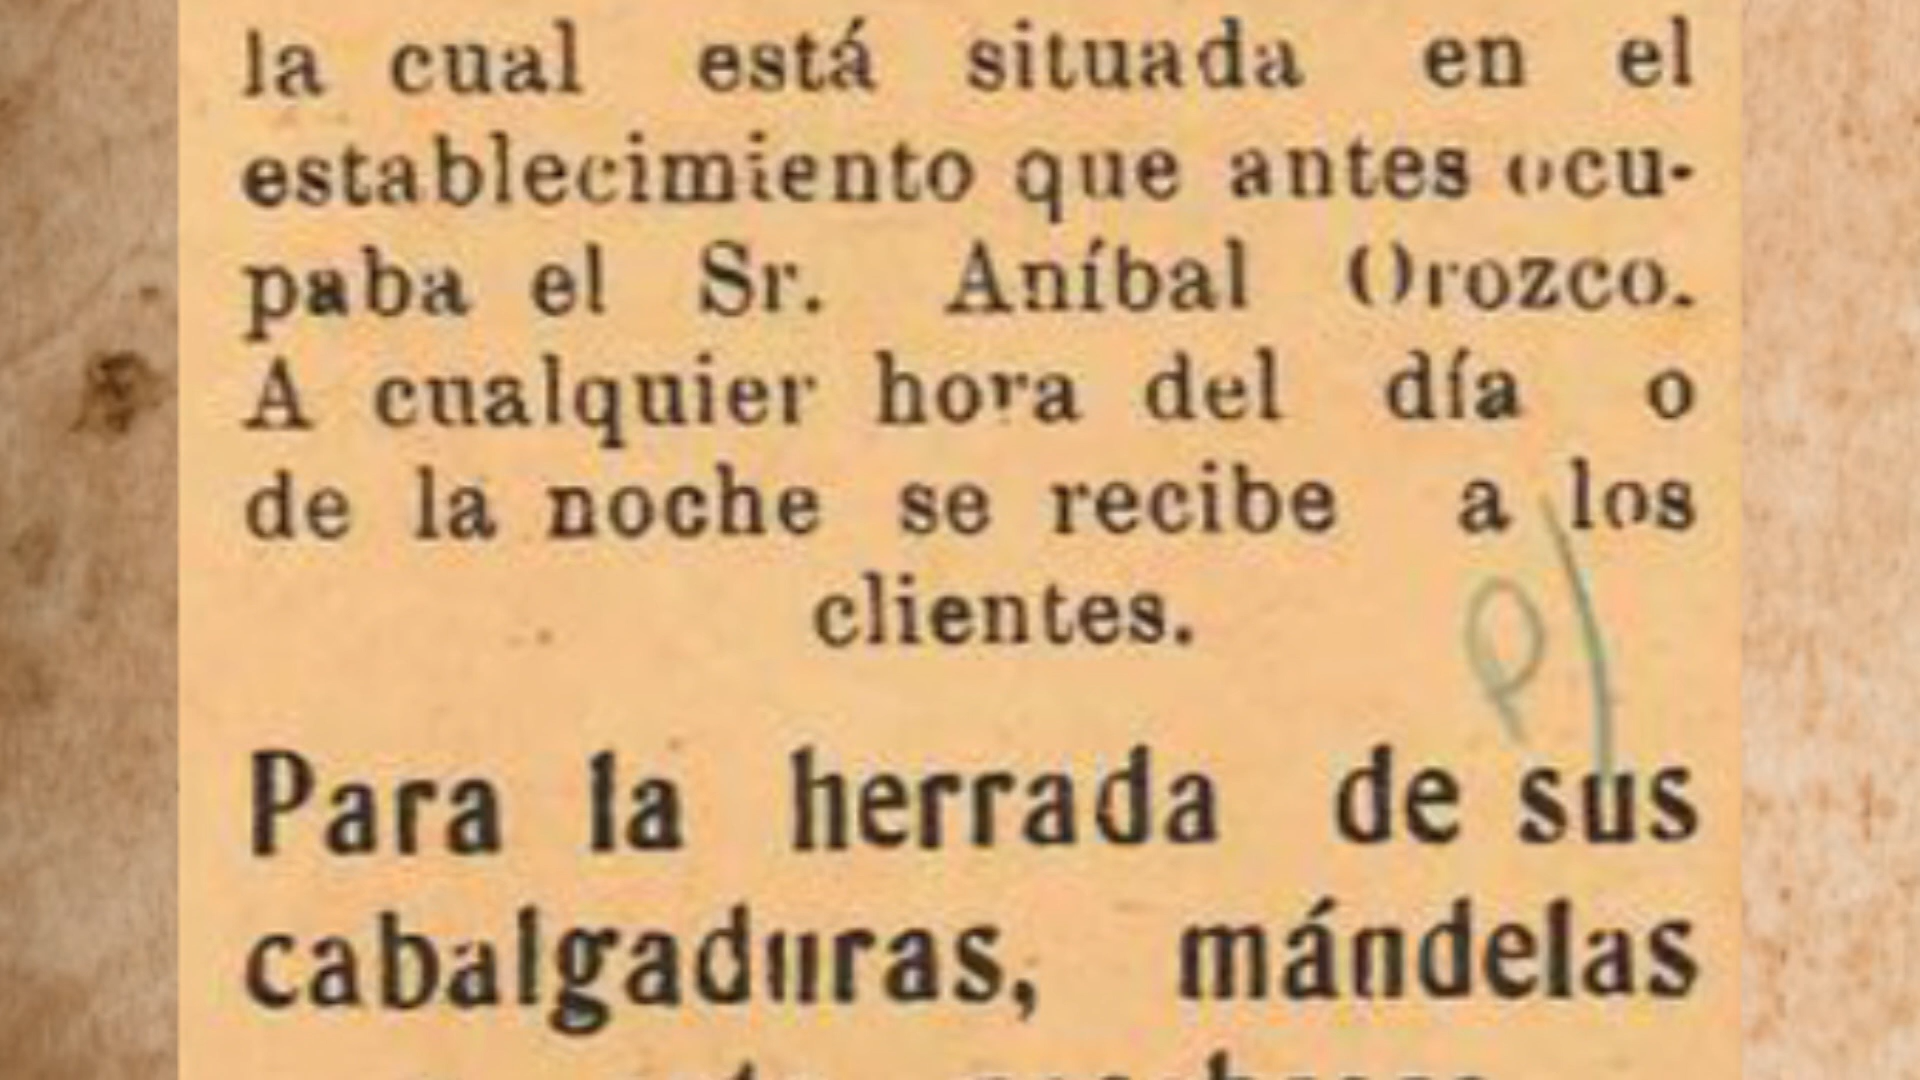 la cual está situada en el
establecimiento que antes ocu-
paba el Sr. Aníbal Orozco.
A cualquier hora del día o
de la noche se recibe a los
clientes.
Para la herrada de sus
cabalgaduras, mándelas